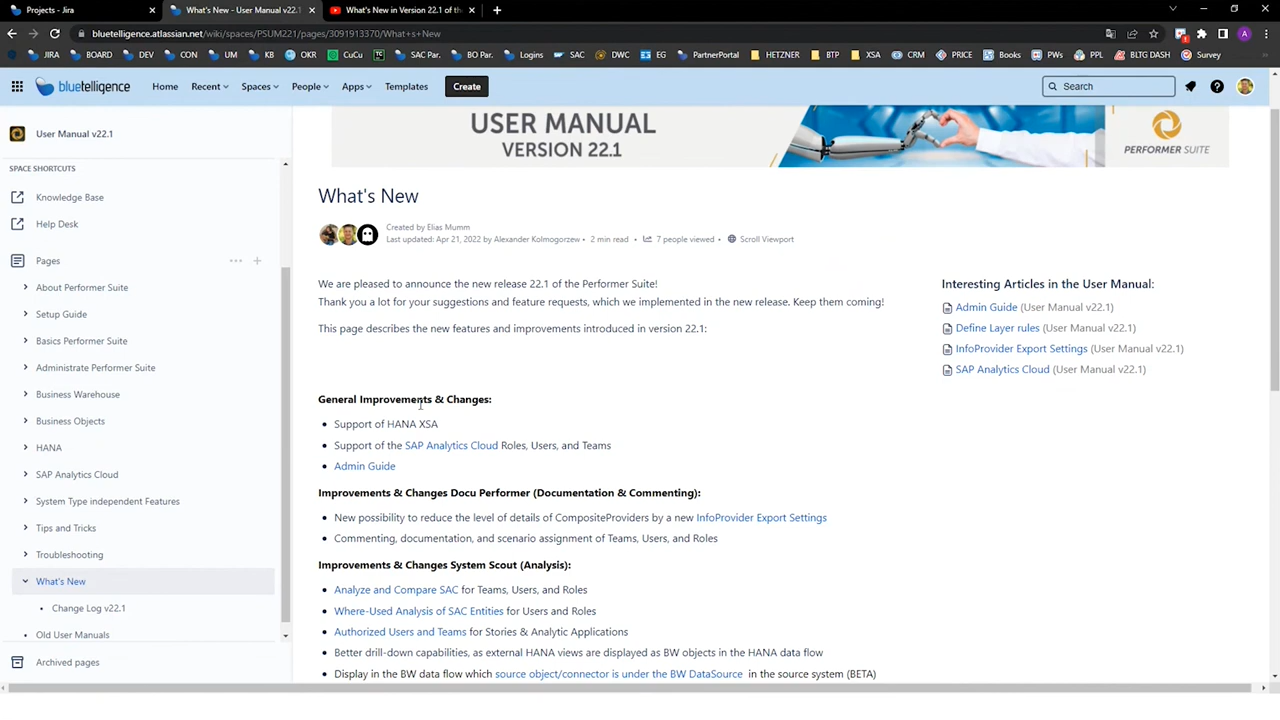 Projects - Jira
What's New - User Manual v22.1
What's New in Version 22.1 of th
bluetelligence.atlassian.net/wiki/spaces/PSUM221/pages/3091913370/What+s+New
JIRA BOARD DEV CON UM KB OKR CuCu SAC Par. BO Par. Logins SAC DWC EG PartnerPortal HETZNER BTP XSA CRM PRICE Books PWs PPL BLTG DASH Survey
bluetelligence Home Recent Spaces People Apps Templates Create Search
User Manual v22.1
SPACE SHORTCUTS
Knowledge Base
Help Desk
Pages
About Performer Suite
Setup Guide
Basics Performer Suite
Administrate Performer Suite
Business Warehouse
Business Objects
HANA
SAP Analytics Cloud
System Type independent Features
Tips and Tricks
Troubleshooting
What's New
Change Log v22.1
Old User Manuals
Archived pages
USER MANUAL
VERSION 22.1
PERFORMER SUITE
What's New
Created by Elias Mumm
Last updated: Apr 21, 2022 by Alexander Kolmogorzew • 2 min read • 7 people viewed • Scroll Viewport
We are pleased to announce the new release 22.1 of the Performer Suite!
Thank you a lot for your suggestions and feature requests, which we implemented in the new release. Keep them coming!
This page describes the new features and improvements introduced in version 22.1:
General Improvements & Changes:
• Support of HANA XSA
• Support of the SAP Analytics Cloud Roles, Users, and Teams
• Admin Guide
Improvements & Changes Docu Performer (Documentation & Commenting):
• New possibility to reduce the level of details of CompositeProviders by a new InfoProvider Export Settings
• Commenting, documentation, and scenario assignment of Teams, Users, and Roles
Improvements & Changes System Scout (Analysis):
• Analyze and Compare SAC for Teams, Users, and Roles
• Where-Used Analysis of SAC Entities for Users and Roles
• Authorized Users and Teams for Stories & Analytic Applications
• Better drill-down capabilities, as external HANA views are displayed as BW objects in the HANA data flow
• Display in the BW data flow which source object/connector is under the BW DataSource in the source system (BETA)
Interesting Articles in the User Manual:
Admin Guide (User Manual v22.1)
Define Layer rules (User Manual v22.1)
InfoProvider Export Settings (User Manual v22.1)
SAP Analytics Cloud (User Manual v22.1)